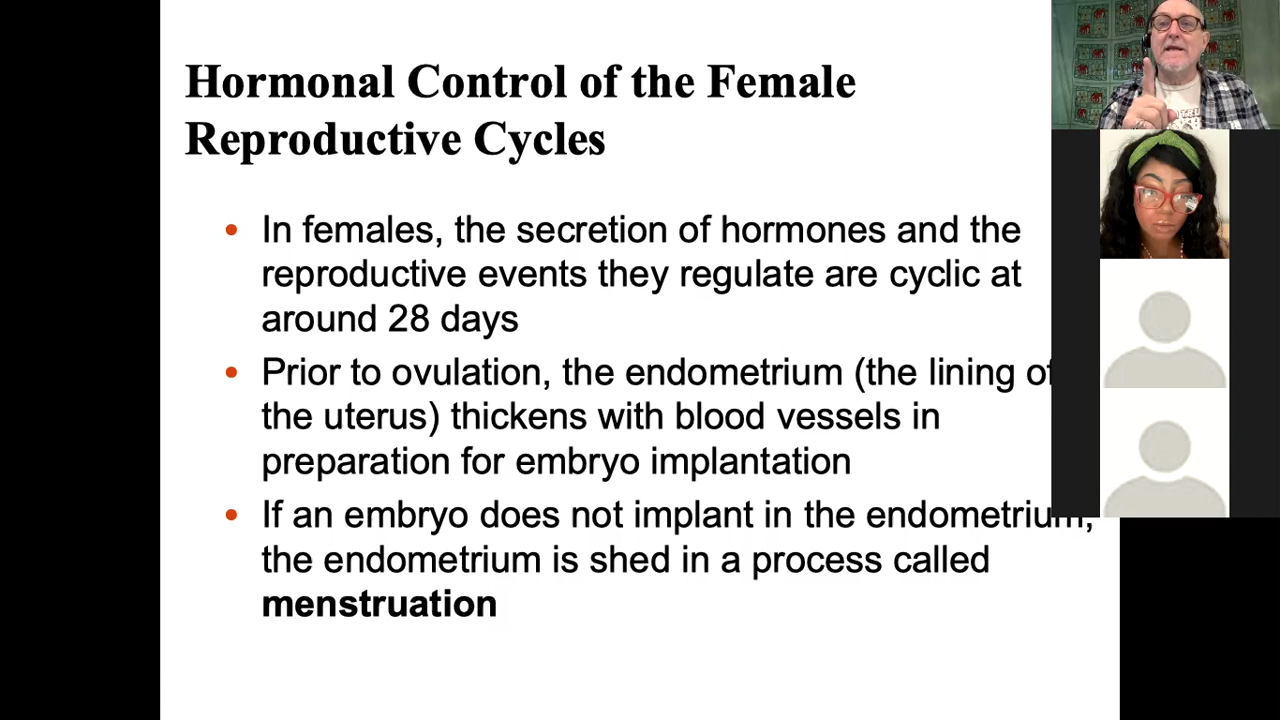 Hormonal Control of the Female
Reproductive Cycles
• In females, the secretion of hormones and the
reproductive events they regulate are cyclic at
around 28 days
• Prior to ovulation, the endometrium (the lining of
the uterus) thickens with blood vessels in
preparation for embryo implantation
• If an embryo does not implant in the endometrium,
the endometrium is shed in a process called
menstruation